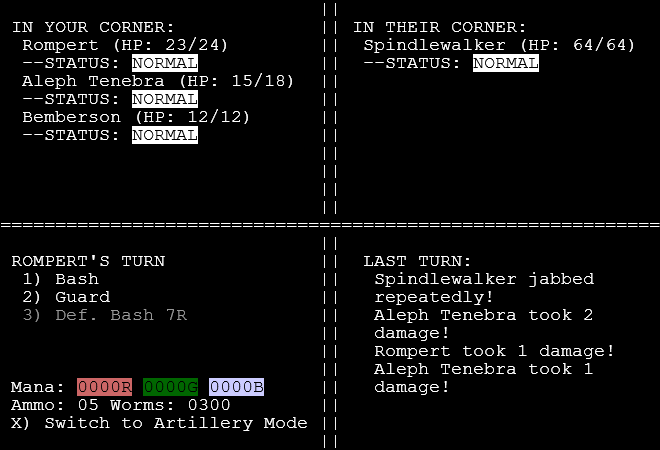 IN YOUR CORNER:
Rompert (HP: 23/24)
--STATUS: NORMAL
Aleph Tenebra (HP: 15/18)
--STATUS: NORMAL
Bemberson (HP: 12/12)
--STATUS: NORMAL
IN THEIR CORNER:
Spindlewalker (HP: 64/64)
--STATUS: NORMAL
ROMPERT'S TURN
1) Bash
2) Guard
3) Def. Bash 7R
Mana: 0000R 0000G 0000B
Ammo: 05 Worms: 0300
X) Switch to Artillery Mode
LAST TURN:
Spindlewalker jabbed
repeatedly!
Aleph Tenebra took 2
damage!
Rompert took 1 damage!
Aleph Tenebra took 1
damage!